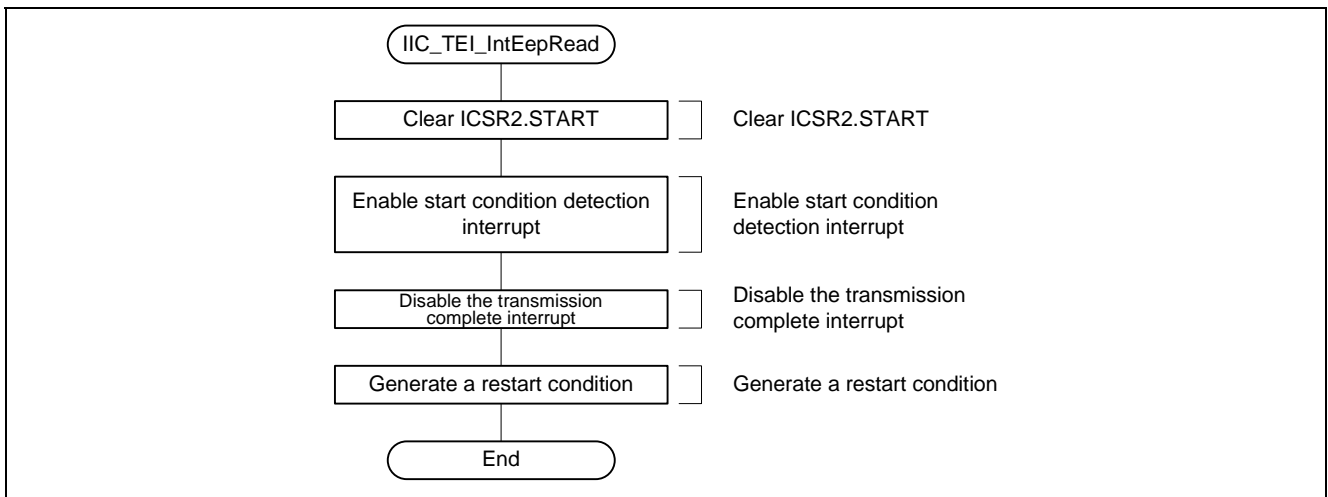 IIC_TEI_IntEepRead
Clear ICSR2.START
Clear ICSR2.START
Enable start condition detection
interrupt
Enable start condition
detection interrupt
Disable the transmission
complete interrupt
Disable the transmission
complete interrupt
Generate a restart condition
Generate a restart condition
End